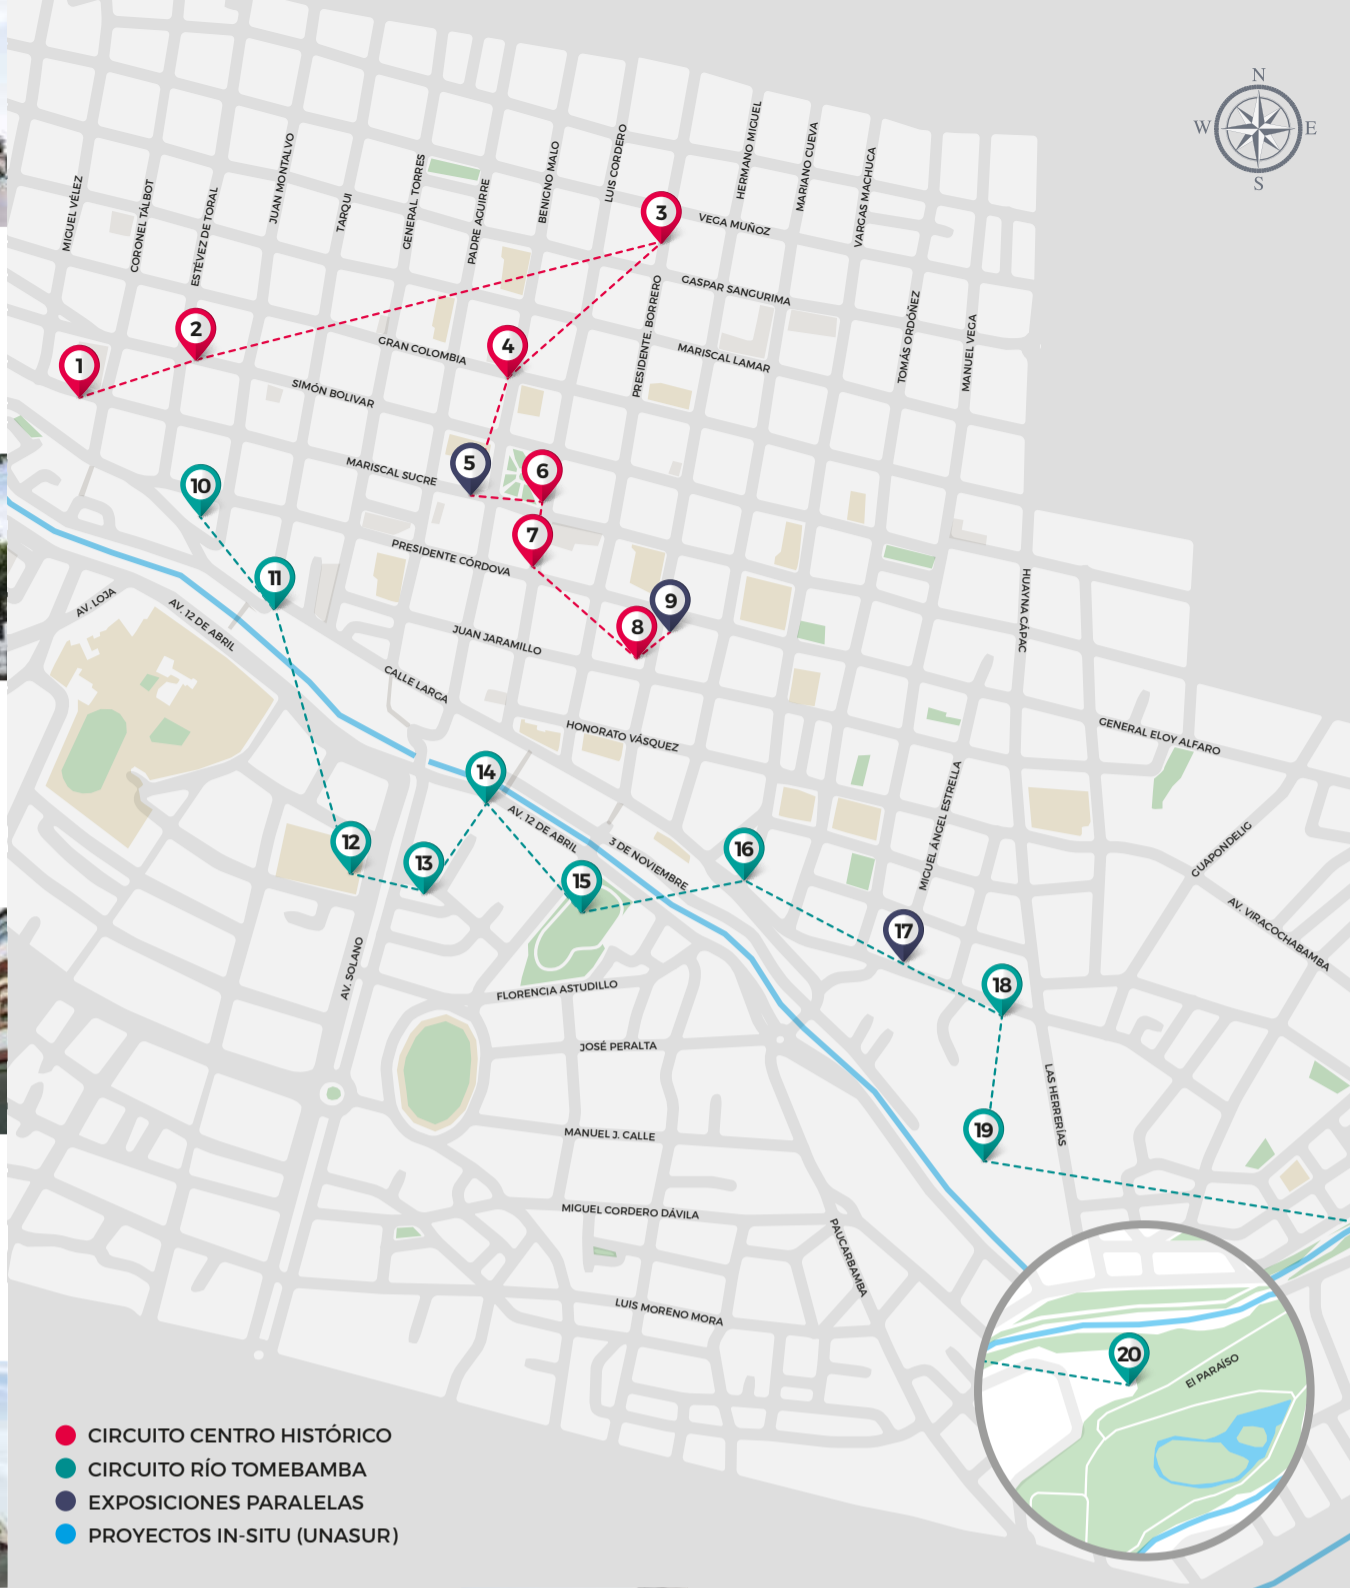 N
W
E
S
MIGUEL VÉLEZ
CORONEL TÁLBOT
ESTÉVEZ DE TORAL
JUAN MONTALVO
TARQUI
GENERAL TORRES
PADRE AGUIRRE
BENIGNO MALO
LUIS CORDERO
HERMANO MIGUEL
MARIANO CUEVA
VARGAS MACHUCA
3
VEGA MUÑOZ
GASPAR SANGURIMA
PRESIDENTE. BORRERO
TOMÁS ORDÓÑEZ
MANUEL VEGA
2
1
4
GRAN COLOMBIA
MARISCAL LAMAR
SIMÓN BOLIVAR
MARISCAL SUCRE
5
6
10
7
PRESIDENTE CÓRDOVA
11
9
8
HUAYNA CÁPAC
AV. LOJA
AV. 12 DE ABRIL
JUAN JARAMILLO
CALLE LARGA
HONORATO VÁSQUEZ
GENERAL ELOY ALFARO
14
AV. 12 DE ABRIL
3 DE NOVIEMBRE
MIGUEL ÁNGEL ESTRELLA
GUAPONDELIG
12
13
15
16
AV. VIRACOCHABAMBA
17
AV. SOLANO
FLORENCIA ASTUDILLO
18
JOSÉ PERALTA
LAS HERRERÍAS
MANUEL J. CALLE
19
MIGUEL CORDERO DÁVILA
PAUCARBAMBA
LUIS MORENO MORA
20
El PARAÍSO
CIRCUITO CENTRO HISTÓRICO
CIRCUITO RÍO TOMEBAMBA
EXPOSICIONES PARALELAS
PROYECTOS IN-SITU (UNASUR)